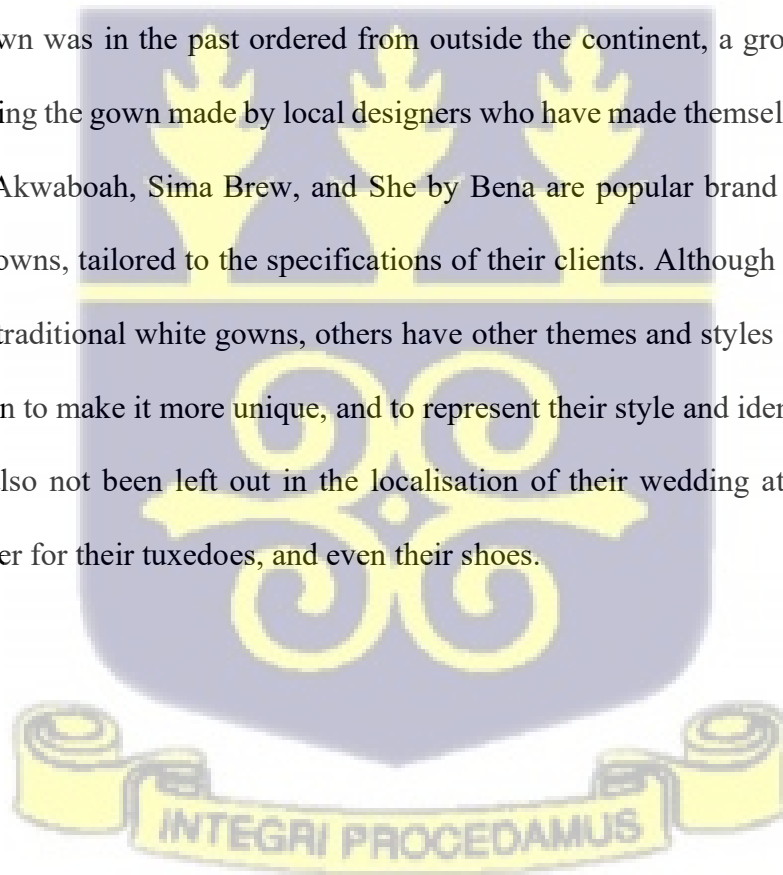 wn was in the past ordered from outside the continent, a gro
ing the gown made by local designers who have made themsel
Akwaboah, Sima Brew, and She by Bena are popular brand
owns, tailored to the specifications of their clients. Although
traditional white gowns, others have other themes and styles
n to make it more unique, and to represent their style and iden
lso not been left out in the localisation of their wedding at
er for their tuxedoes, and even their shoes.
INTEGRI PROCEDAMUS